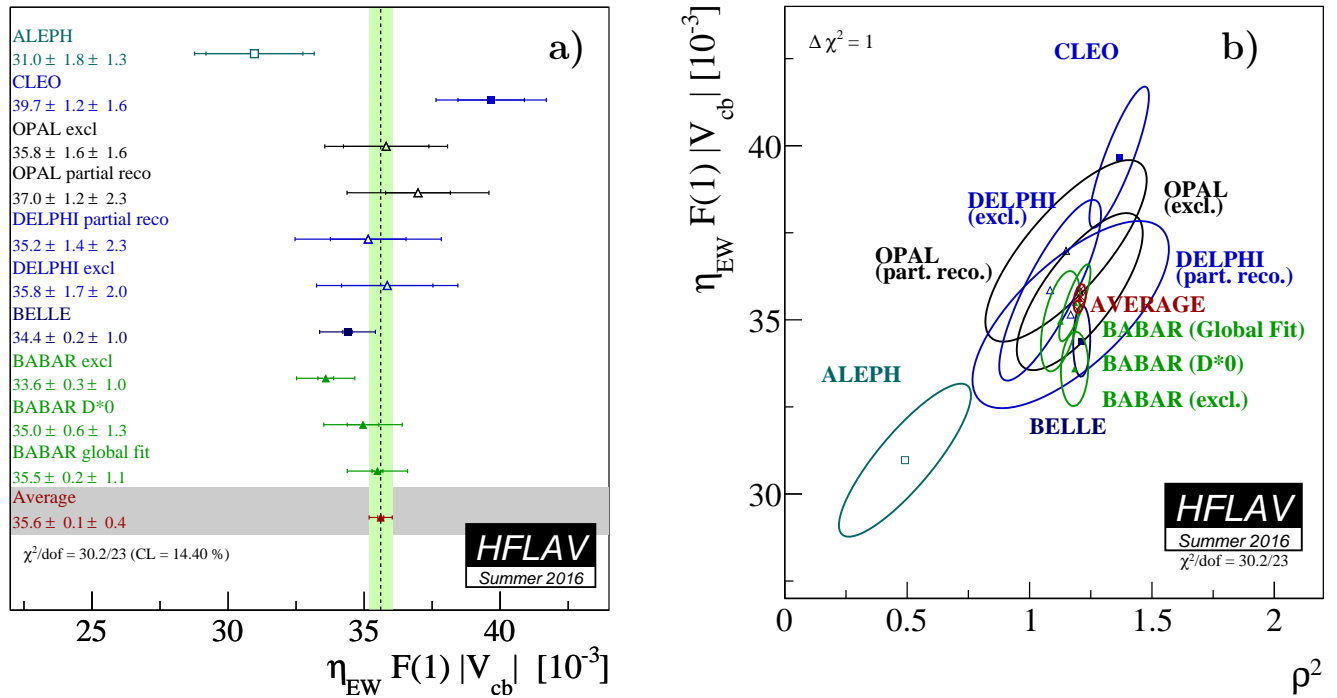 a)
ALEPH
31.0 ± 1.8 ± 1.3
CLEO
39.7 ± 1.2 ± 1.6
OPAL excl
35.8 ± 1.6 ± 1.6
OPAL partial reco
37.0 ± 1.2 ± 2.3
DELPHI partial reco
35.2 ± 1.4 ± 2.3
DELPHI excl
35.8 ± 1.7 ± 2.0
BELLE
34.4 ± 0.2 ± 1.0
BABAR excl
33.6 ± 0.3 ± 1.0
BABAR D*0
35.0 ± 0.6 ± 1.3
BABAR global fit
35.5 ± 0.2 ± 1.1
Average
35.6 ± 0.1 ± 0.4
χ²/dof = 30.2/23 (CL = 14.40 %)
HFLAV
Summer 2016
25 30 35 40
η_EW F(1) |V_cb| [10⁻³]
b)
Δ χ² = 1
η_EW F(1) |V_cb| [10⁻³]
40
35
30
CLEO
OPAL
(excl.)
DELPHI
(excl.)
OPAL
(part. reco.)
DELPHI
(part. reco.)
AVERAGE
BABAR (Global Fit)
BABAR (D*0)
BABAR (excl.)
ALEPH
BELLE
HFLAV
Summer 2016
χ²/dof = 30.2/23
0 0.5 1 1.5 2
ρ²